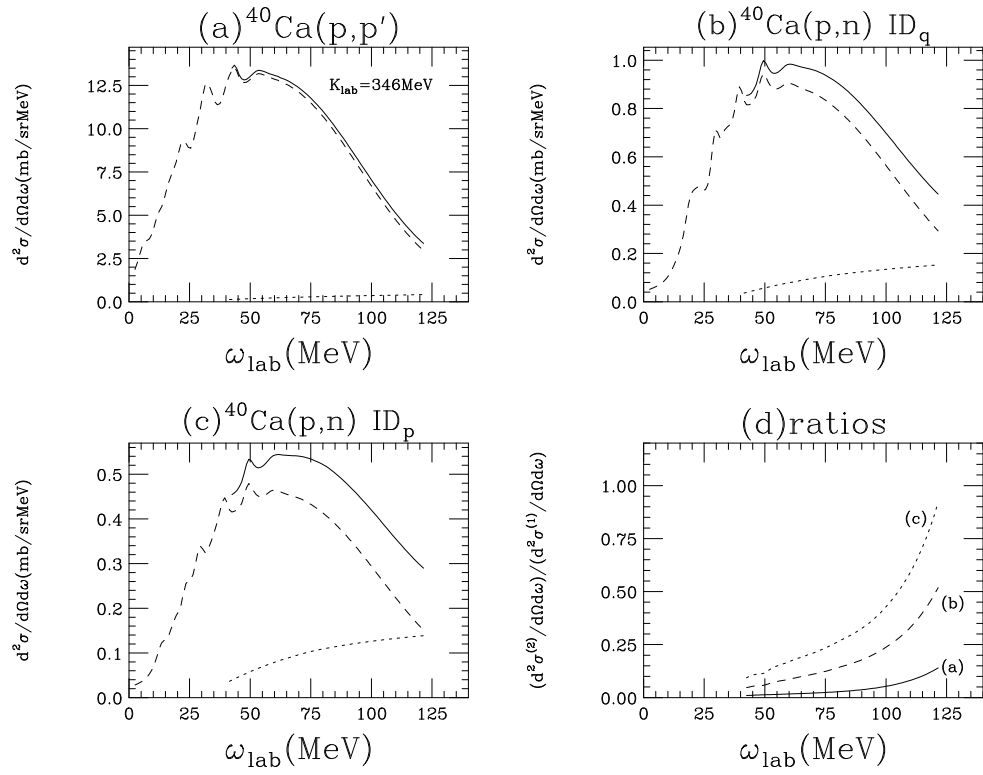 (a)⁴⁰Ca(p,p′)
d²σ/dΩdω(mb/srMeV)
12.5
10.0
7.5
5.0
2.5
0.0
K_lab=346MeV
0 25 50 75 100 125
ω_lab(MeV)
(b)⁴⁰Ca(p,n) ID_q
d²σ/dΩdω(mb/srMeV)
1.0
0.8
0.6
0.4
0.2
0.0
0 25 50 75 100 125
ω_lab(MeV)
(c)⁴⁰Ca(p,n) ID_p
d²σ/dΩdω(mb/srMeV)
0.5
0.4
0.3
0.2
0.1
0.0
0 25 50 75 100 125
ω_lab(MeV)
(d)ratios
(d²σ⁽²⁾/dΩdω)/(d²σ⁽¹⁾/dΩdω)
1.00
0.75
0.50
0.25
0.00
(c)
(b)
(a)
0 25 50 75 100 125
ω_lab(MeV)